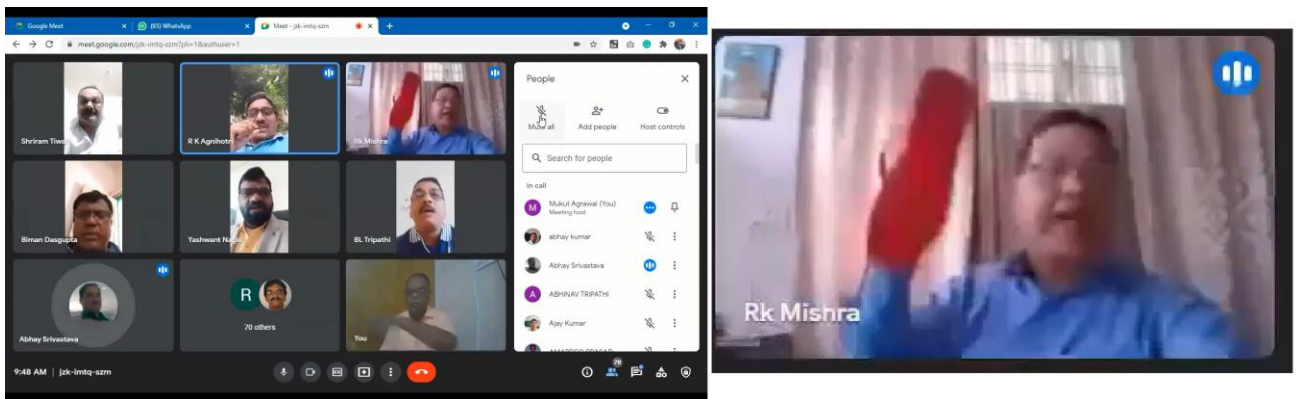 Google Meet
(65) WhatsApp
Meet - jzk-imtq-szm
meet.google.com/jzk-imtq-szm?pli=1&authuser=1
Shriram Tiwa
R K Agnihotri
Rk Mishra
People
Mute all
Add people
Host controls
Search for people
In call
Mukut Agrawal (You)
Meeting host
abhay kumar
Abhay Srivastava
ABHINAV TRIPATHI
Ajay Kumar
Biman Dasgupta
Yashwant
BL Tripathi
Abhay Srivastava
R
70 others
You
M
A
9:48 AM | jzk-imtq-szm
78
Rk Mishra